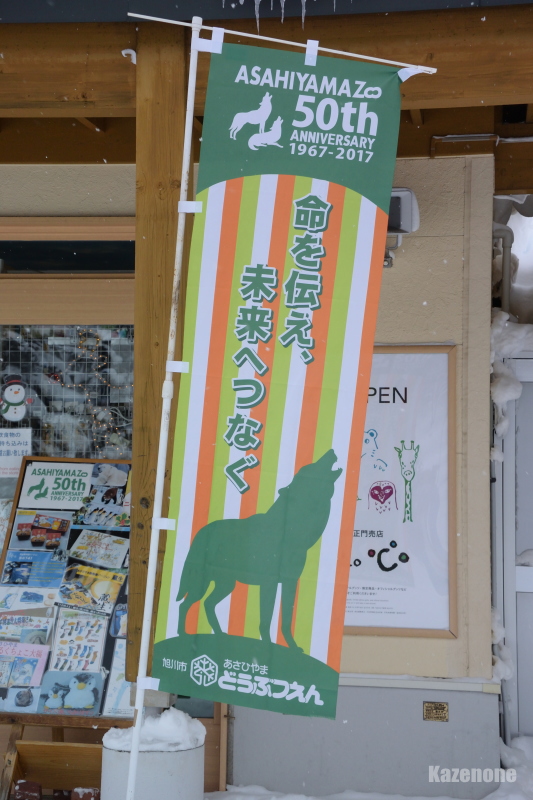 ASAHIYAMAZOO
50th
ANNIVERSARY
1967-2017
命を伝え、
未来へつなぐ
旭川市
あさひやま
どうぶつえん
ASAHIYAMAZOO
50th
ANNIVERSARY
1967-2017
PEN
正門売店
Kazenone